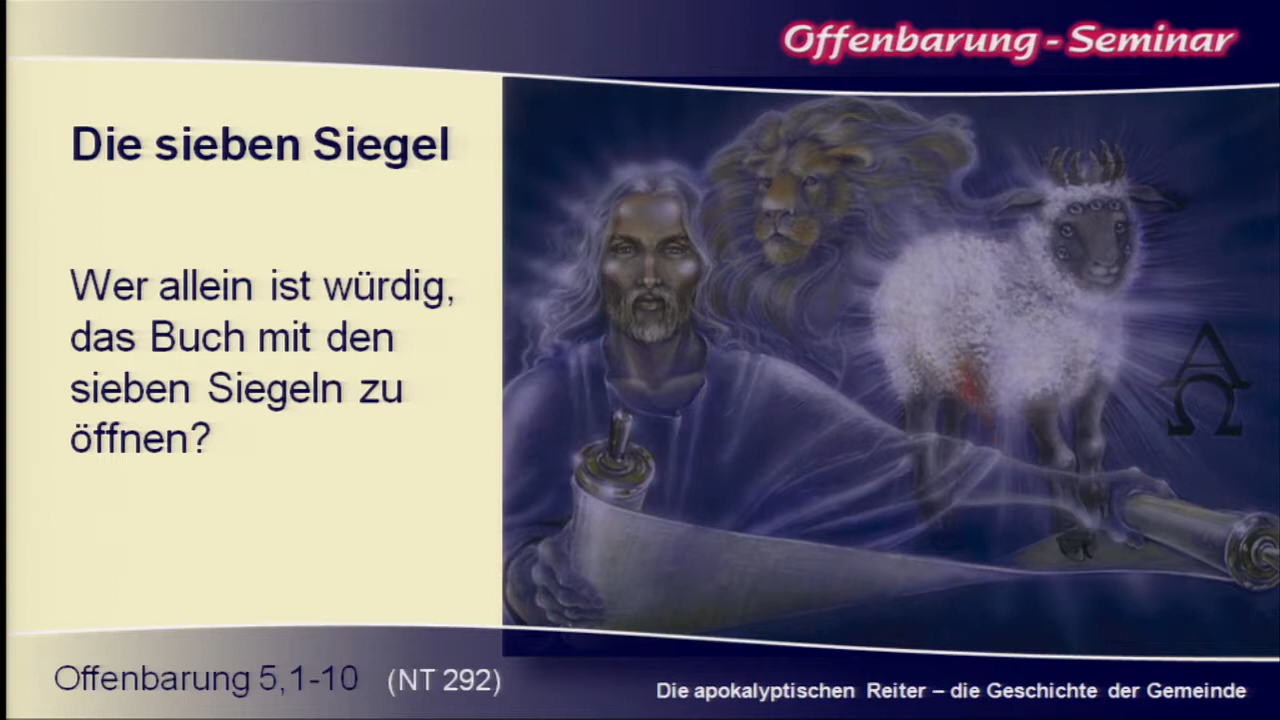 Offenbarung - Seminar
Die sieben Siegel
Wer allein ist würdig,
das Buch mit den
sieben Siegeln zu
öffnen?
Α
Ω
Offenbarung 5,1-10 (NT 292)
Die apokalyptischen Reiter – die Geschichte der Gemeinde